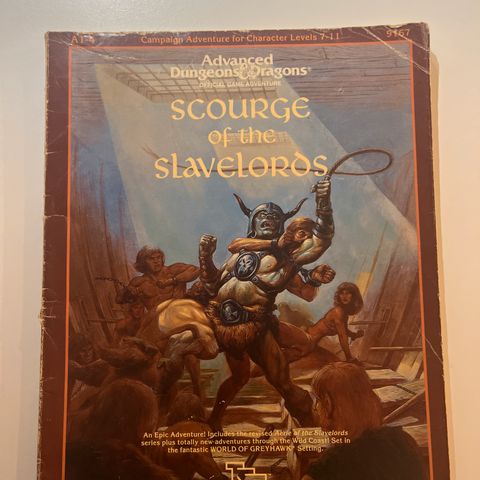 A1-4 Campaign Adventure for Character Levels 7-11 9167
Advanced
Dungeons & Dragons®
OFFICIAL GAME ADVENTURE
SCOURGE
of the
SLAVELORDS
An Epic Adventure! Includes the revised Aerie of the Slavelords
series plus totally new adventures through the Wild Coast! Set in
the fantastic WORLD OF GREYHAWK® Setting.